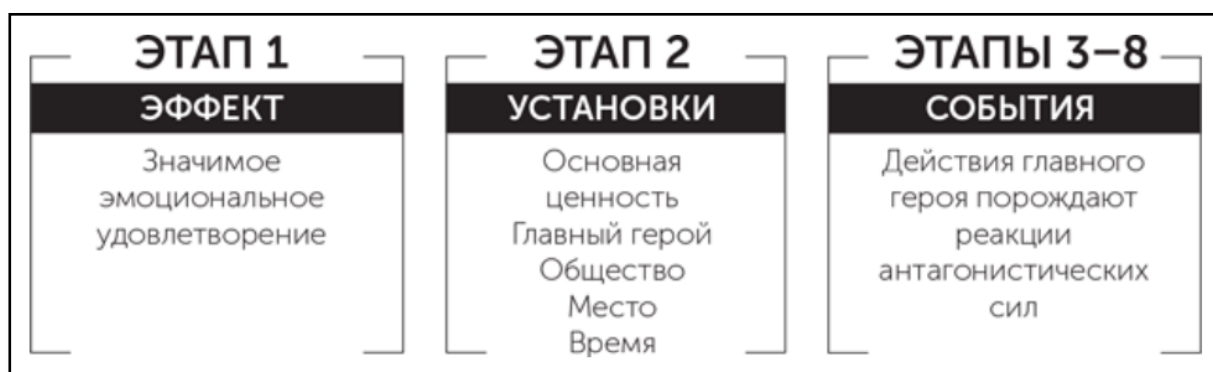 ЭТАП 1
ЭФФЕКТ
Значимое
эмоциональное
удовлетворение
ЭТАП 2
УСТАНОВКИ
Основная
ценность
Главный герой
Общество
Место
Время
ЭТАПЫ 3–8
СОБЫТИЯ
Действия главного
героя порождают
реакции
антагонистических
сил